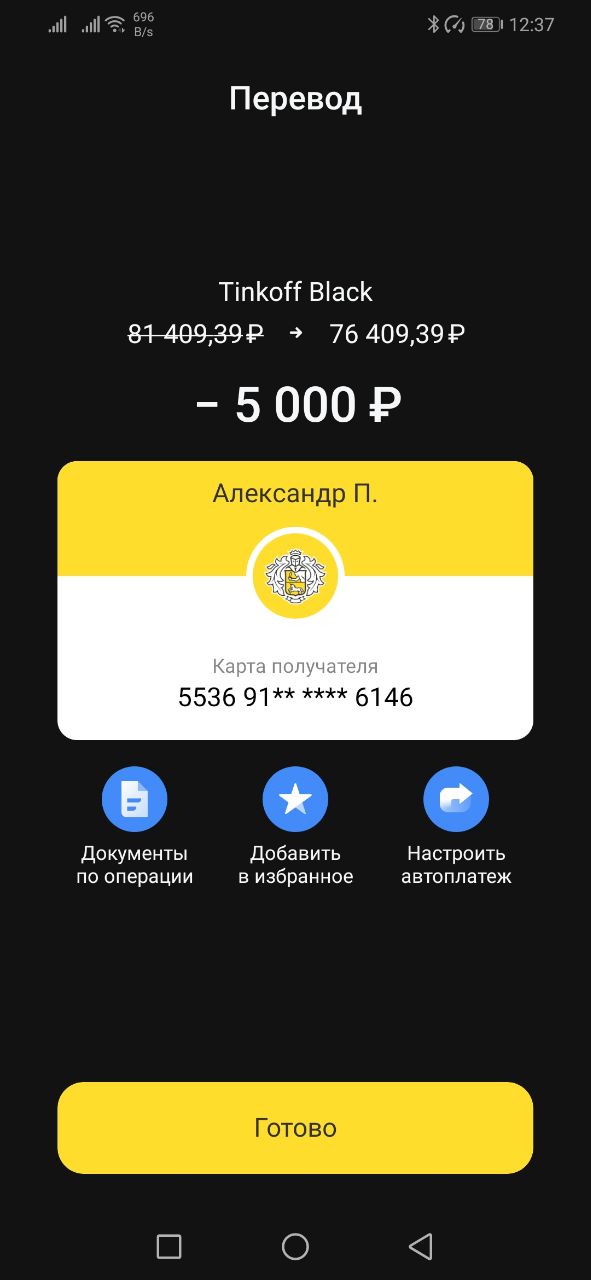 696
B/s
78
12:37
Перевод
Tinkoff Black
81 409,39 ₽ → 76 409,39 ₽
– 5 000 ₽
Александр П.
Карта получателя
5536 91** **** 6146
Документы
по операции
Добавить
в избранное
Настроить
автоплатеж
Готово